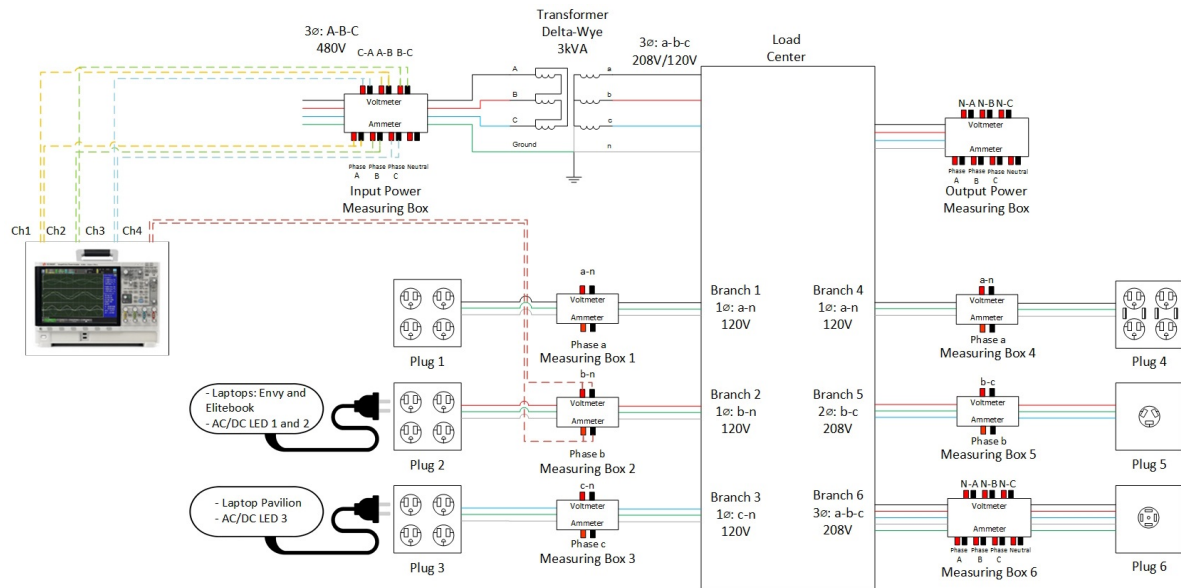 3ø: A-B-C
480V
C-A A-B B-C
Voltmeter
Ammeter
Phase A
Phase B
Phase C
Neutral
Input Power
Measuring Box
Transformer
Delta-Wye
3kVA
A
B
C
Ground
a
b
c
n
3ø: a-b-c
208V/120V
Load
Center
N-A N-B N-C
Voltmeter
Ammeter
Phase A
Phase B
Phase C
Neutral
Output Power
Measuring Box
Ch1
Ch2
Ch3
Ch4
Plug 1
a-n
Voltmeter
Ammeter
Phase a
Measuring Box 1
Branch 1
1ø: a-n
120V
Branch 4
1ø: a-n
120V
a-n
Voltmeter
Ammeter
Phase a
Measuring Box 4
Plug 4
- Laptops: Envy and
Elitebook
- AC/DC LED 1 and 2
Plug 2
b-n
Voltmeter
Ammeter
Phase b
Measuring Box 2
Branch 2
1ø: b-n
120V
Branch 5
2ø: b-c
208V
b-c
Voltmeter
Ammeter
Phase b
Measuring Box 5
Plug 5
- Laptop Pavilion
- AC/DC LED 3
Plug 3
c-n
Voltmeter
Ammeter
Phase c
Measuring Box 3
Branch 3
1ø: c-n
120V
Branch 6
3ø: a-b-c
208V
N-A N-B N-C
Voltmeter
Ammeter
Phase A
Phase B
Phase C
Neutral
Measuring Box 6
Plug 6